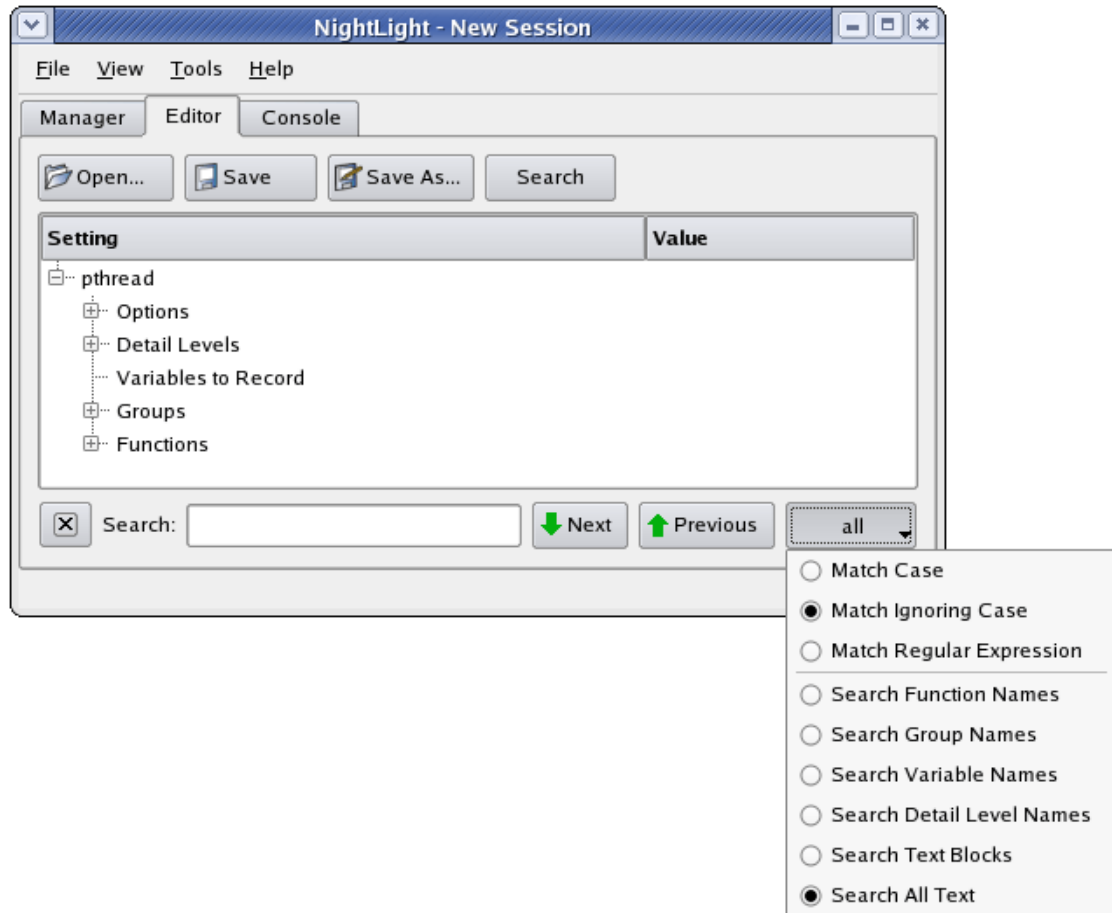 NightLight - New Session
File View Tools Help
Manager Editor Console
Open... Save Save As... Search
Setting Value
pthread
Options
Detail Levels
Variables to Record
Groups
Functions
Search: Next Previous all
Match Case
Match Ignoring Case
Match Regular Expression
Search Function Names
Search Group Names
Search Variable Names
Search Detail Level Names
Search Text Blocks
Search All Text